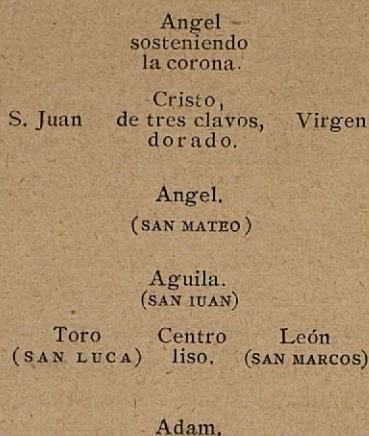 Angel
sosteniendo
la corona.
Cristo,
S. Juan de tres clavos, Virgen
dorado.
Angel.
(SAN MATEO)
Aguila.
(SAN IUAN)
Toro Centro León
(SAN LUCA) liso. (SAN MARCOS)
Adam.